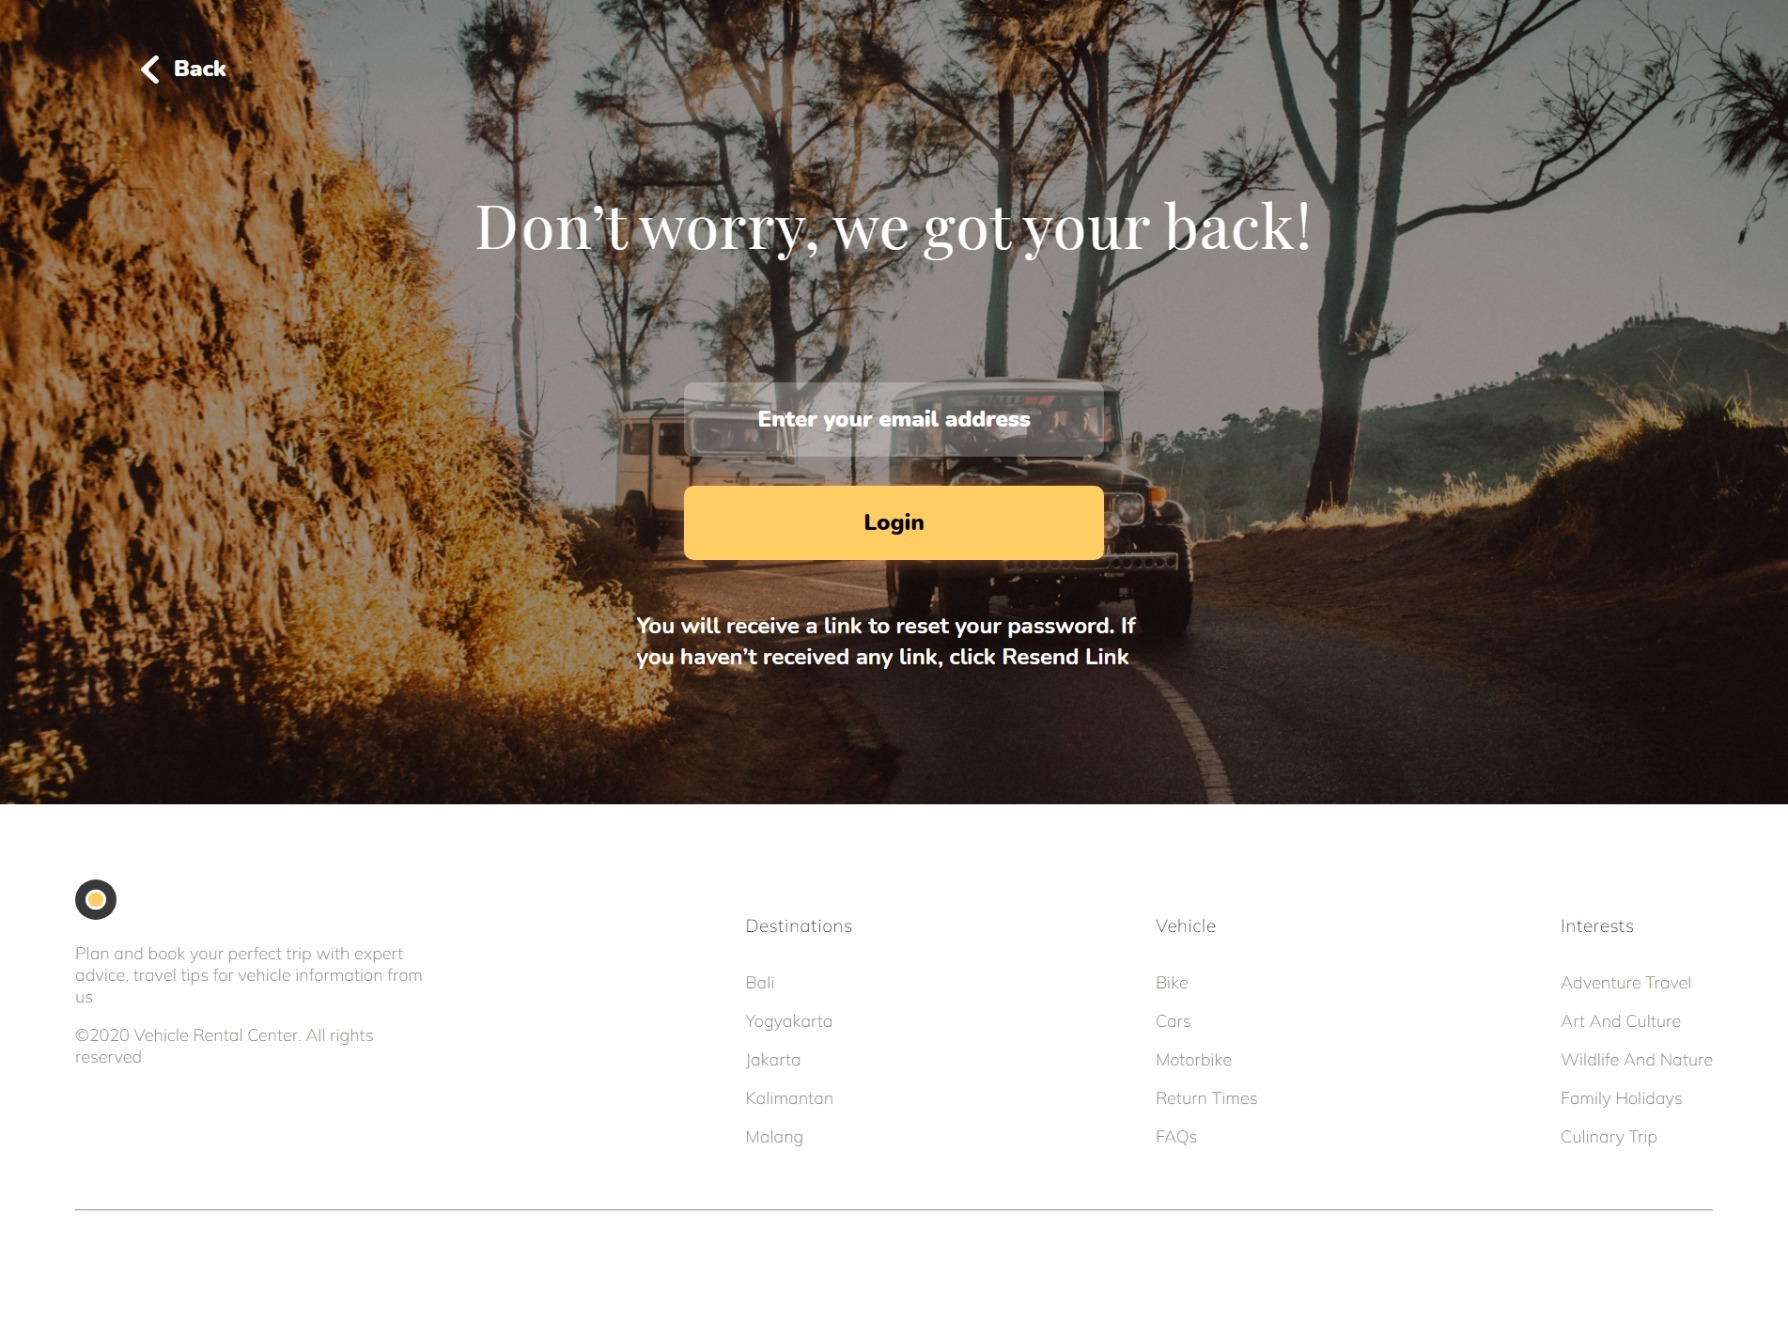 Back
Don’t worry, we got your back!
Enter your email address
Login
You will receive a link to reset your password. If
you haven’t received any link, click Resend Link
Plan and book your perfect trip with expert
advice, travel tips for vehicle information from
us
©2020 Vehicle Rental Center. All rights
reserved
Destinations
Bali
Yogyakarta
Jakarta
Kalimantan
Malang
Vehicle
Bike
Cars
Motorbike
Return Times
FAQs
Interests
Adventure Travel
Art And Culture
Wildlife And Nature
Family Holidays
Culinary Trip